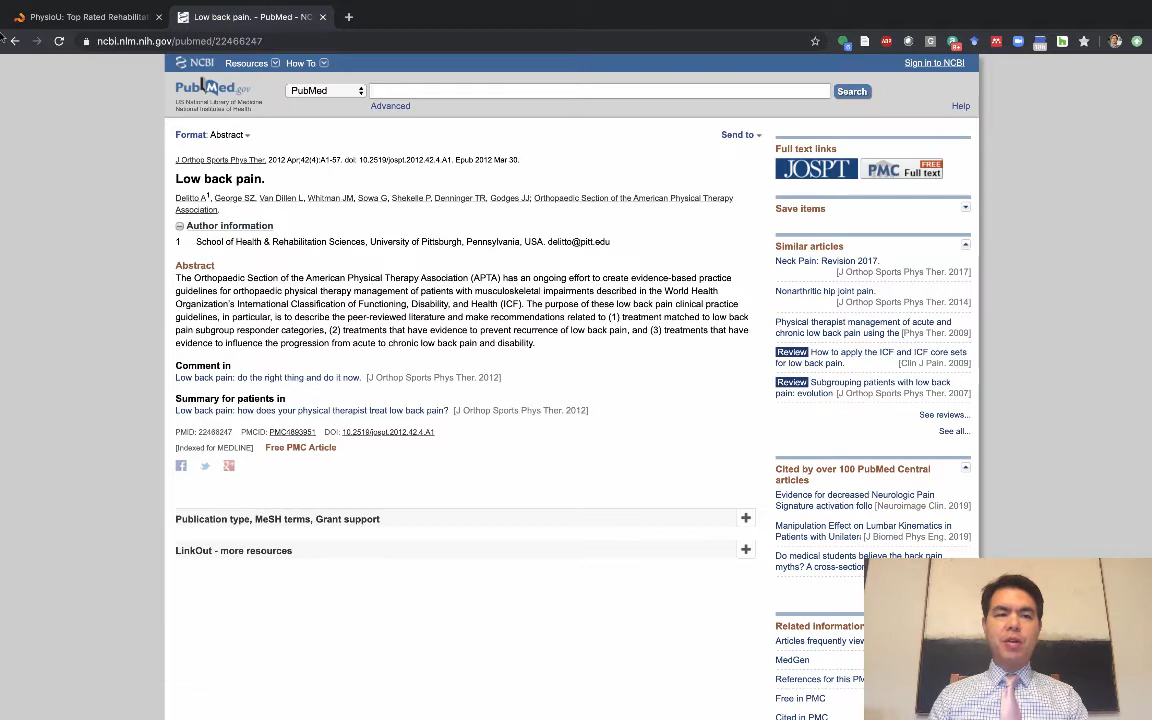 PhysioU: Top Rated Rehabilitat
Low back pain. - PubMed - NC
ncbi.nlm.nih.gov/pubmed/22466247
NCBI Resources How To Sign in to NCBI
PubMed.gov
US National Library of Medicine
National Institutes of Health
PubMed
Search
Advanced
Help
Format: Abstract
Send to
J Orthop Sports Phys Ther. 2012 Apr;42(4):A1-57. doi: 10.2519/jospt.2012.42.4.A1. Epub 2012 Mar 30.
Low back pain.
Delitto A1, George SZ, Van Dillen L, Whitman JM, Sowa G, Shekelle P, Denninger TR, Godges JJ; Orthopaedic Section of the American Physical Therapy
Association.
Author information
1 School of Health & Rehabilitation Sciences, University of Pittsburgh, Pennsylvania, USA. delitto@pitt.edu
Abstract
The Orthopaedic Section of the American Physical Therapy Association (APTA) has an ongoing effort to create evidence-based practice
guidelines for orthopaedic physical therapy management of patients with musculoskeletal impairments described in the World Health
Organization's International Classification of Functioning, Disability, and Health (ICF). The purpose of these low back pain clinical practice
guidelines, in particular, is to describe the peer-reviewed literature and make recommendations related to (1) treatment matched to low back
pain subgroup responder categories, (2) treatments that have evidence to prevent recurrence of low back pain, and (3) treatments that have
evidence to influence the progression from acute to chronic low back pain and disability.
Comment in
Low back pain: do the right thing and do it now. [J Orthop Sports Phys Ther. 2012]
Summary for patients in
Low back pain: how does your physical therapist treat low back pain? [J Orthop Sports Phys Ther. 2012]
PMID: 22466247 PMCID: PMC4893951 DOI: 10.2519/jospt.2012.42.4.A1
[Indexed for MEDLINE] Free PMC Article
Publication type, MeSH terms, Grant support
LinkOut - more resources
Full text links
JOSPT
PMC FREE Full text
Save items
Similar articles
Neck Pain: Revision 2017.
[J Orthop Sports Phys Ther. 2017]
Nonarthritic hip joint pain.
[J Orthop Sports Phys Ther. 2014]
Physical therapist management of acute and
chronic low back pain using the [Phys Ther. 2009]
Review How to apply the ICF and ICF core sets
for low back pain. [Clin J Pain. 2009]
Review Subgrouping patients with low back
pain: evolution [J Orthop Sports Phys Ther. 2007]
See reviews...
See all...
Cited by over 100 PubMed Central
articles
Evidence for decreased Neurologic Pain
Signature activation follo [Neuroimage Clin. 2019]
Manipulation Effect on Lumbar Kinematics in
Patients with Unilatera [J Biomed Phys Eng. 2019]
Do medical students believe the back pain
myths? A cross-section
Related information
Articles frequently view
MedGen
References for this PM
Free in PMC
Cited in PMC